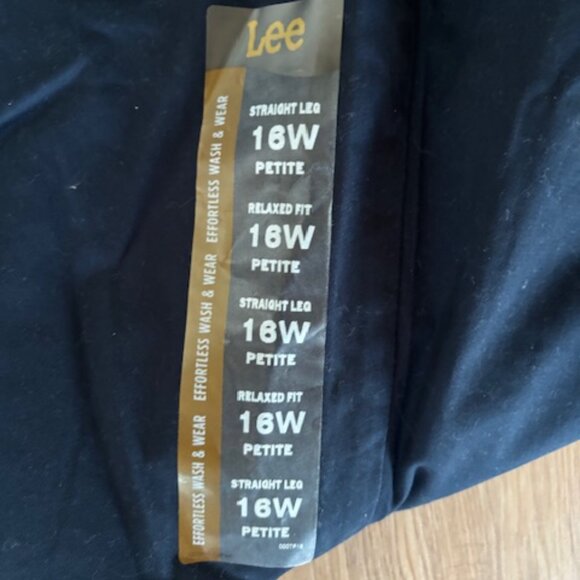 Lee
STRAIGHT LEG
16W
PETITE
RELAXED FIT
16W
PETITE
STRAIGHT LEG
16W
PETITE
RELAXED FIT
16W
PETITE
STRAIGHT LEG
16W
PETITE
EFFORTLESS WASH & WEAR
EFFORTLESS WASH & WEAR
EFFORTLESS WASH & WEAR